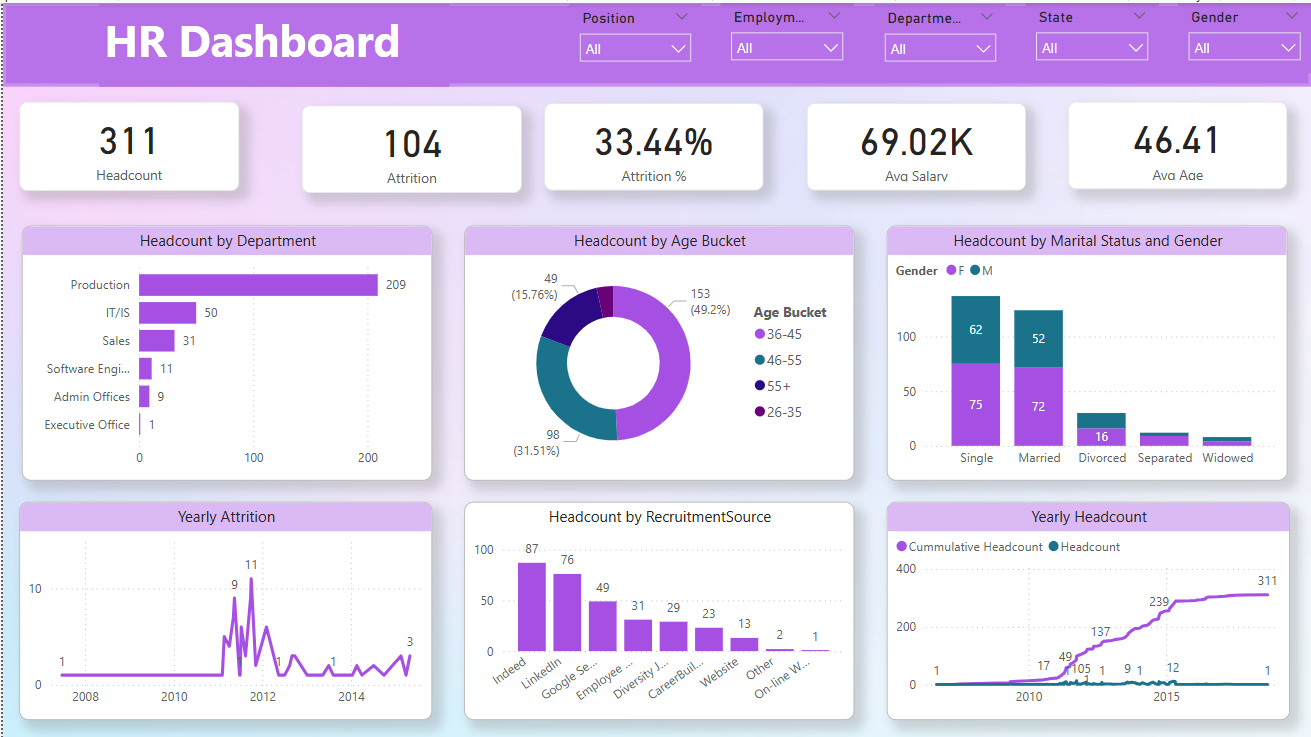 HR Dashboard
Position
Employm...
Departme...
State
Gender
All
All
All
All
All
311
Headcount
104
Attrition
33.44%
Attrition %
69.02K
Avg Salary
46.41
Avg Age
Headcount by Department
Production
209
IT/IS
50
Sales
31
Software Engi...
11
Admin Offices
9
Executive Office
1
0
100
200
Headcount by Age Bucket
49
(15.76%)
153
(49.2%)
98
(31.51%)
Age Bucket
36-45
46-55
55+
26-35
Headcount by Marital Status and Gender
Gender F M
100
50
0
62
75
52
72
16
Single
Married
Divorced
Separated
Widowed
Yearly Attrition
10
0
1
9
11
1
1
3
2008
2010
2012
2014
Headcount by RecruitmentSource
100
50
0
87
76
49
31
29
23
13
2
1
Indeed
LinkedIn
Google Se...
Employee ...
Diversity J...
CareerBuil...
Website
Other
On-line W...
Yearly Headcount
Cummulative Headcount Headcount
400
200
0
1
17
49
105
1
137
1
9
1
239
12
311
1
2010
2015